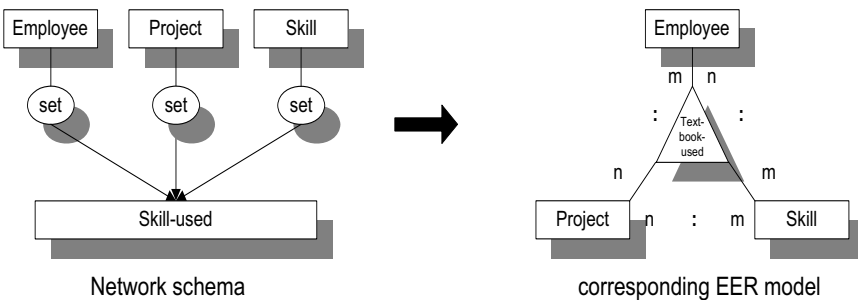 Employee
Project
Skill
set
set
set
Skill-used
Network schema
Employee
m n
: :
Text-
book-
used
n m
Project
n : m
Skill
corresponding EER model